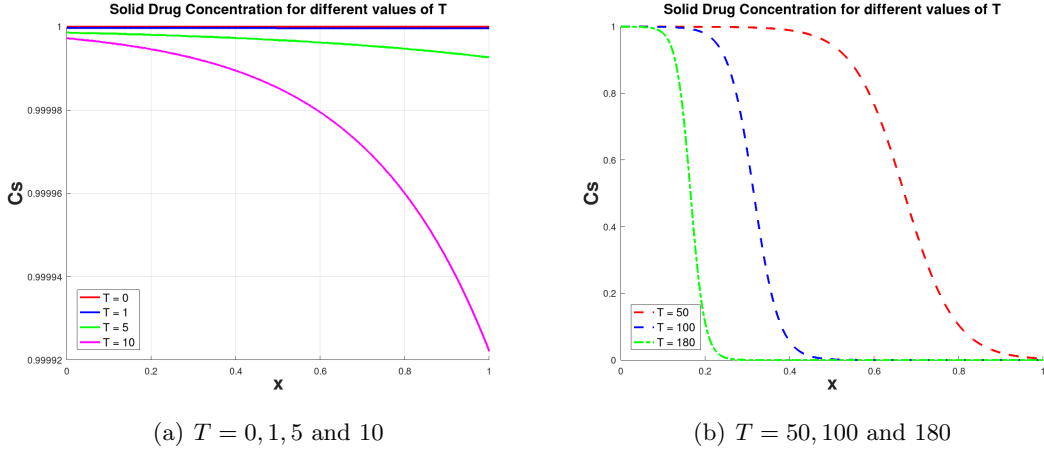 Solid Drug Concentration for different values of T
1
0.99998
0.99996
0.99994
0.99992
Cs
T = 0
T = 1
T = 5
T = 10
0 0.2 0.4 0.6 0.8 1
x
(a) T = 0, 1, 5 and 10
Solid Drug Concentration for different values of T
1
0.8
0.6
0.4
0.2
0
Cs
T = 50
T = 100
T = 180
0 0.2 0.4 0.6 0.8 1
x
(b) T = 50, 100 and 180